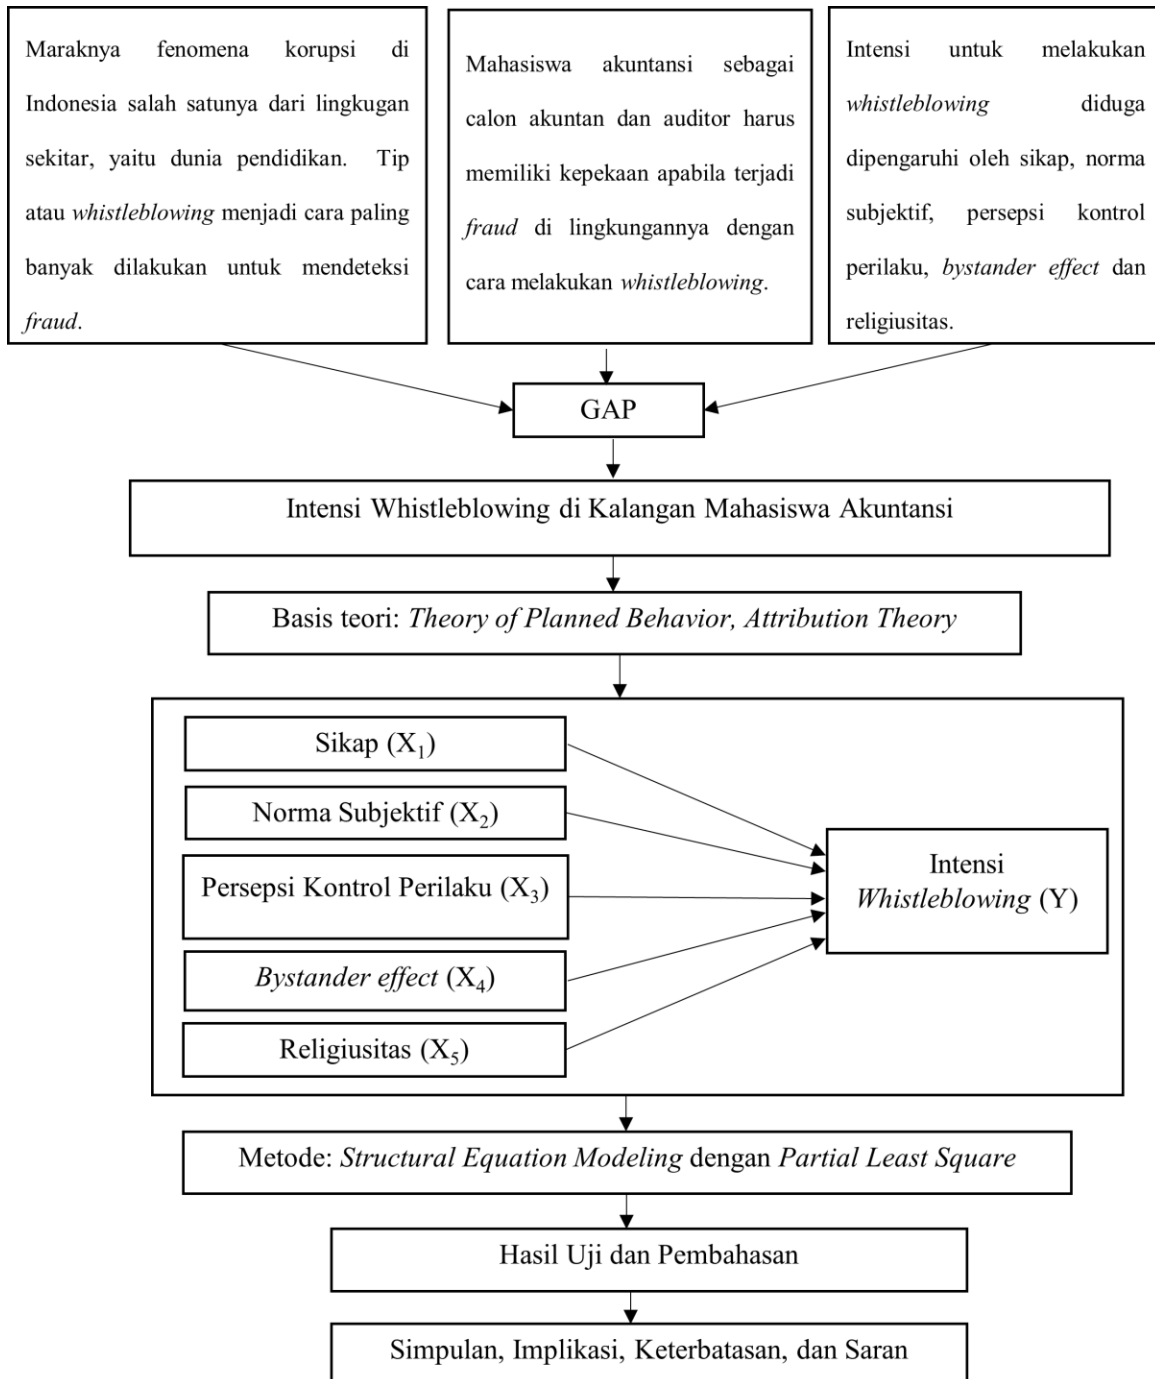 Maraknya fenomena korupsi di
Indonesia salah satunya dari lingkugan
sekitar, yaitu dunia pendidikan. Tip
atau whistleblowing menjadi cara paling
banyak dilakukan untuk mendeteksi
fraud.
Mahasiswa akuntansi sebagai
calon akuntan dan auditor harus
memiliki kepekaan apabila terjadi
fraud di lingkungannya dengan
cara melakukan whistleblowing.
Intensi untuk melakukan
whistleblowing diduga
dipengaruhi oleh sikap, norma
subjektif, persepsi kontrol
perilaku, bystander effect dan
religiusitas.
GAP
Intensi Whistleblowing di Kalangan Mahasiswa Akuntansi
Basis teori: Theory of Planned Behavior, Attribution Theory
Sikap (X₁)
Norma Subjektif (X₂)
Persepsi Kontrol Perilaku (X₃)
Bystander effect (X₄)
Religiusitas (X₅)
Intensi
Whistleblowing (Y)
Metode: Structural Equation Modeling dengan Partial Least Square
Hasil Uji dan Pembahasan
Simpulan, Implikasi, Keterbatasan, dan Saran